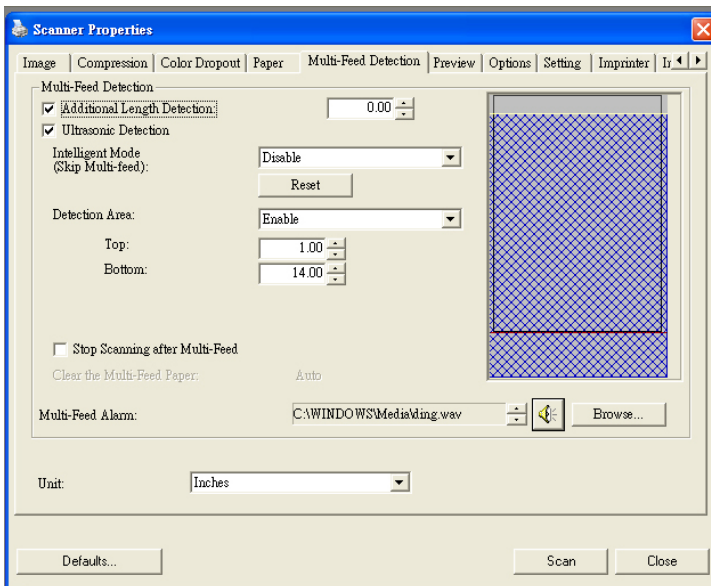 Scanner Properties
Image Compression Color Dropout Paper Multi-Feed Detection Preview Options Setting Imprinter
Multi-Feed Detection
Additional Length Detection: 0.00
Ultrasonic Detection
Intelligent Mode
(Skip Multi-feed): Disable
Reset
Detection Area: Enable
Top: 1.00
Bottom: 14.00
Stop Scanning after Multi-Feed
Clear the Multi-Feed Paper: Auto
Multi-Feed Alarm: C:\WINDOWS\Media\ding.wav Browse...
Unit: Inches
Defaults... Scan Close